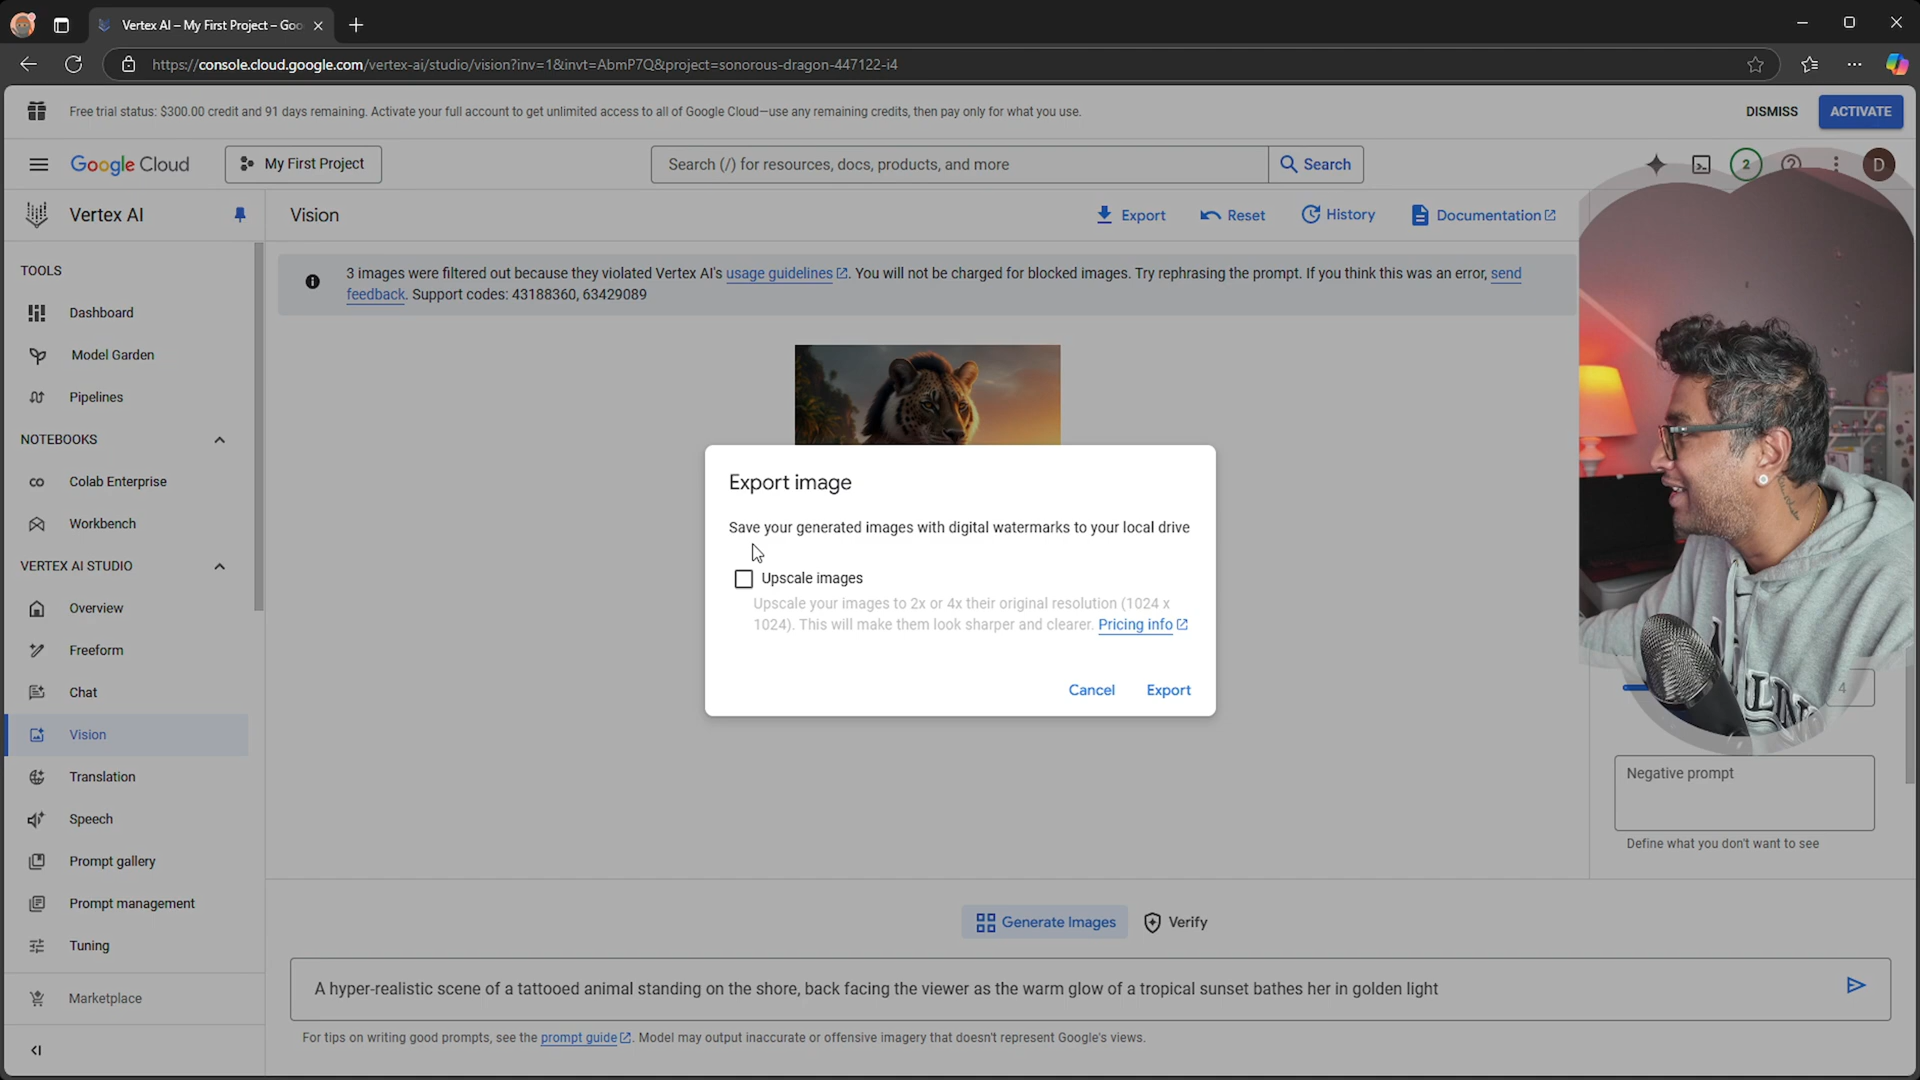 Vertex AI – My First Project – Goo
https://console.cloud.google.com/vertex-ai/studio/vision?inv=1&invt=AbmP7Q&project=sonorous-dragon-447122-i4
Free trial status: $300.00 credit and 91 days remaining. Activate your full account to get unlimited access to all of Google Cloud—use any remaining credits, then pay only for what you use.
DISMISS
ACTIVATE
Google Cloud
My First Project
Search (/) for resources, docs, products, and more
Search
2
D
Vertex AI
Vision
Export
Reset
History
Documentation
TOOLS
Dashboard
Model Garden
Pipelines
NOTEBOOKS
Colab Enterprise
Workbench
VERTEX AI STUDIO
Overview
Freeform
Chat
Vision
Translation
Speech
Prompt gallery
Prompt management
Tuning
Marketplace
3 images were filtered out because they violated Vertex AI's usage guidelines. You will not be charged for blocked images. Try rephrasing the prompt. If you think this was an error, send
feedback. Support codes: 43188360, 63429089
Export image
Save your generated images with digital watermarks to your local drive
Upscale images
Upscale your images to 2x or 4x their original resolution (1024 x
1024). This will make them look sharper and clearer. Pricing info
Cancel
Export
4
Negative prompt
Define what you don't want to see
Generate Images
Verify
A hyper-realistic scene of a tattooed animal standing on the shore, back facing the viewer as the warm glow of a tropical sunset bathes her in golden light
For tips on writing good prompts, see the prompt guide. Model may output inaccurate or offensive imagery that doesn't represent Google's views.